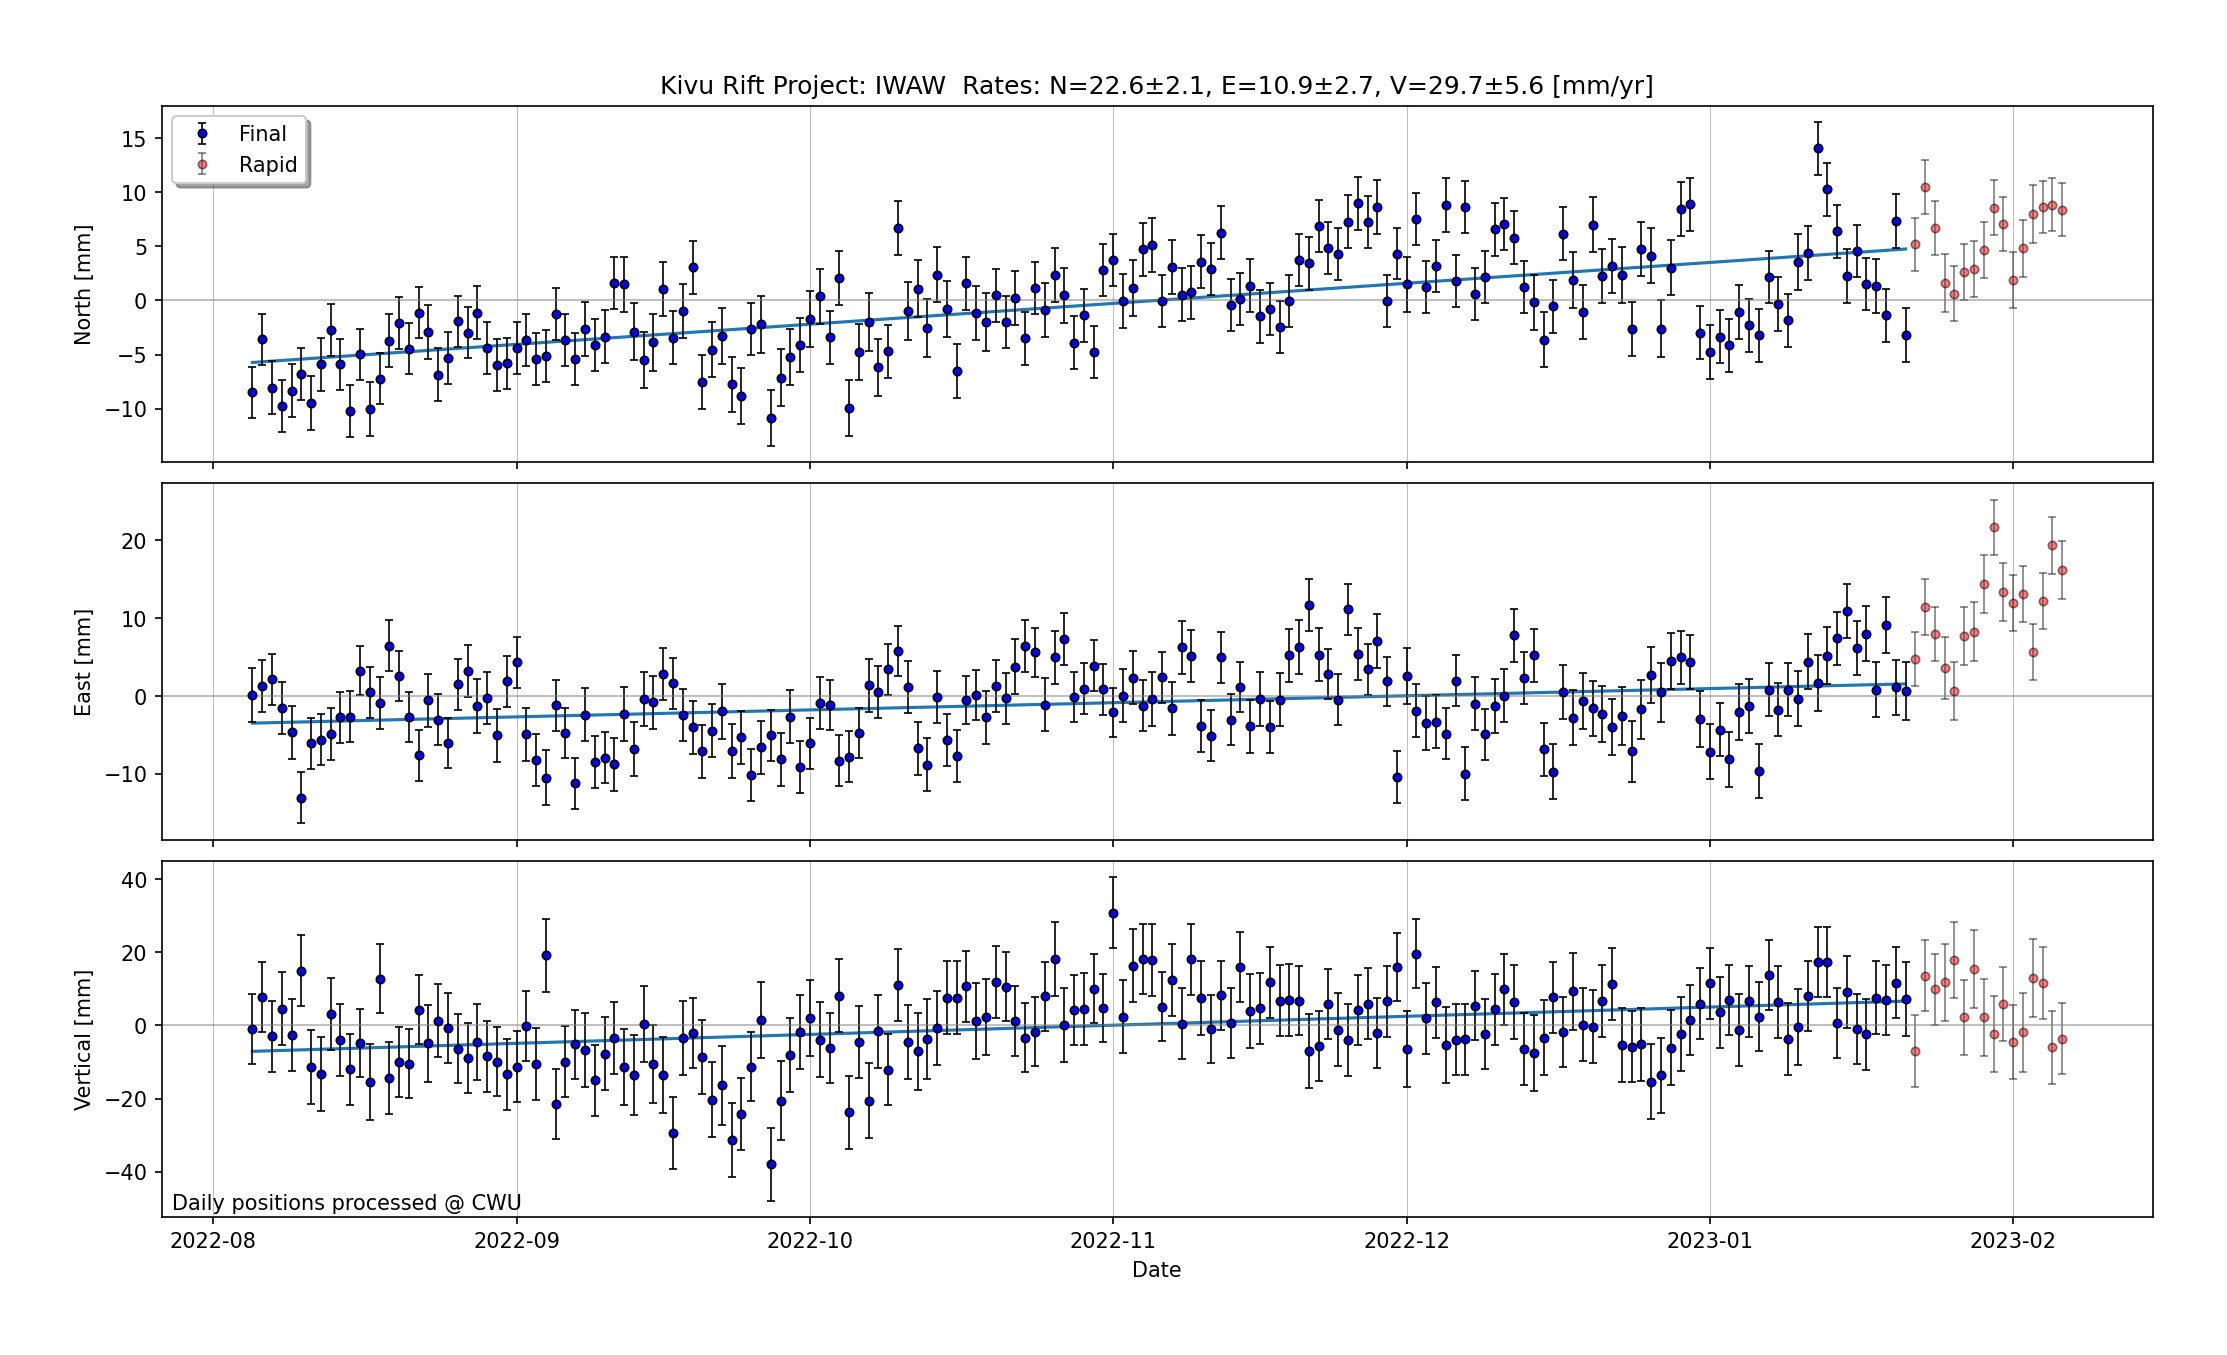 Kivu Rift Project: IWAW  Rates: N=22.6±2.1, E=10.9±2.7, V=29.7±5.6 [mm/yr]
Final
Rapid
North [mm]
15
10
5
0
−5
−10
East [mm]
20
10
0
−10
Vertical [mm]
40
20
0
−20
−40
Daily positions processed @ CWU
2022-08 2022-09 2022-10 2022-11 2022-12 2023-01 2023-02
Date